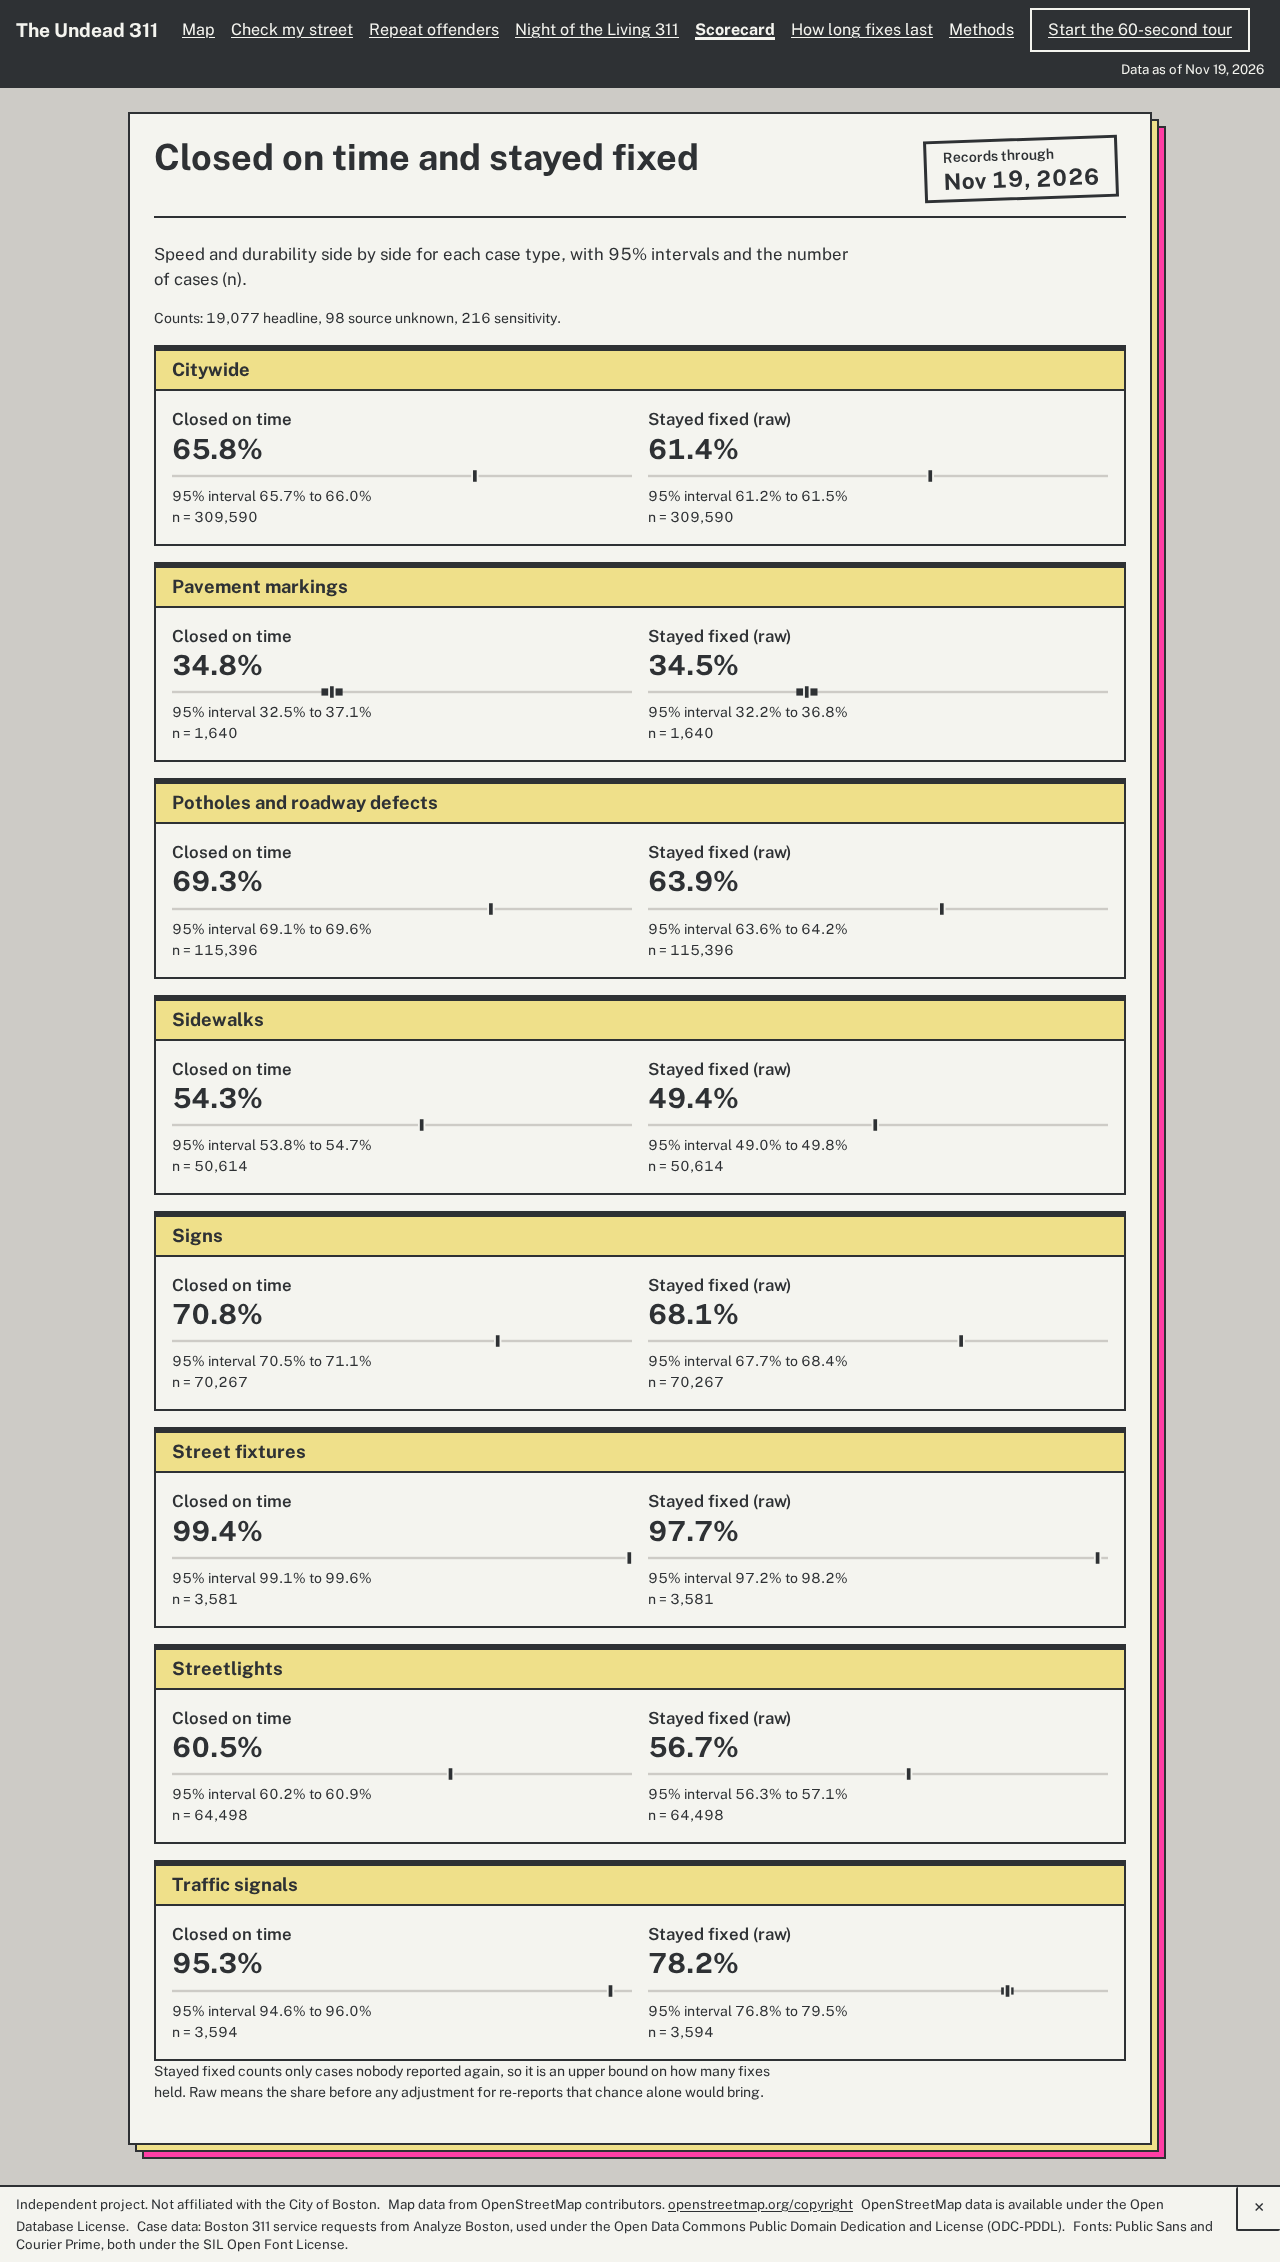 The Undead 311 Map Check my street Repeat offenders Night of the Living 311 Scorecard How long fixes last Methods Start the 60-second tour
Data as of Nov 19, 2026
Closed on time and stayed fixed
Records through
Nov 19, 2026
Speed and durability side by side for each case type, with 95% intervals and the number
of cases (n).
Counts: 19,077 headline, 98 source unknown, 216 sensitivity.
Citywide
Closed on time
65.8%
95% interval 65.7% to 66.0%
n = 309,590
Stayed fixed (raw)
61.4%
95% interval 61.2% to 61.5%
n = 309,590
Pavement markings
Closed on time
34.8%
95% interval 32.5% to 37.1%
n = 1,640
Stayed fixed (raw)
34.5%
95% interval 32.2% to 36.8%
n = 1,640
Potholes and roadway defects
Closed on time
69.3%
95% interval 69.1% to 69.6%
n = 115,396
Stayed fixed (raw)
63.9%
95% interval 63.6% to 64.2%
n = 115,396
Sidewalks
Closed on time
54.3%
95% interval 53.8% to 54.7%
n = 50,614
Stayed fixed (raw)
49.4%
95% interval 49.0% to 49.8%
n = 50,614
Signs
Closed on time
70.8%
95% interval 70.5% to 71.1%
n = 70,267
Stayed fixed (raw)
68.1%
95% interval 67.7% to 68.4%
n = 70,267
Street fixtures
Closed on time
99.4%
95% interval 99.1% to 99.6%
n = 3,581
Stayed fixed (raw)
97.7%
95% interval 97.2% to 98.2%
n = 3,581
Streetlights
Closed on time
60.5%
95% interval 60.2% to 60.9%
n = 64,498
Stayed fixed (raw)
56.7%
95% interval 56.3% to 57.1%
n = 64,498
Traffic signals
Closed on time
95.3%
95% interval 94.6% to 96.0%
n = 3,594
Stayed fixed (raw)
78.2%
95% interval 76.8% to 79.5%
n = 3,594
Stayed fixed counts only cases nobody reported again, so it is an upper bound on how many fixes
held. Raw means the share before any adjustment for re-reports that chance alone would bring.
Independent project. Not affiliated with the City of Boston. Map data from OpenStreetMap contributors. openstreetmap.org/copyright OpenStreetMap data is available under the Open
Database License. Case data: Boston 311 service requests from Analyze Boston, used under the Open Data Commons Public Domain Dedication and License (ODC-PDDL). Fonts: Public Sans and
Courier Prime, both under the SIL Open Font License.
×